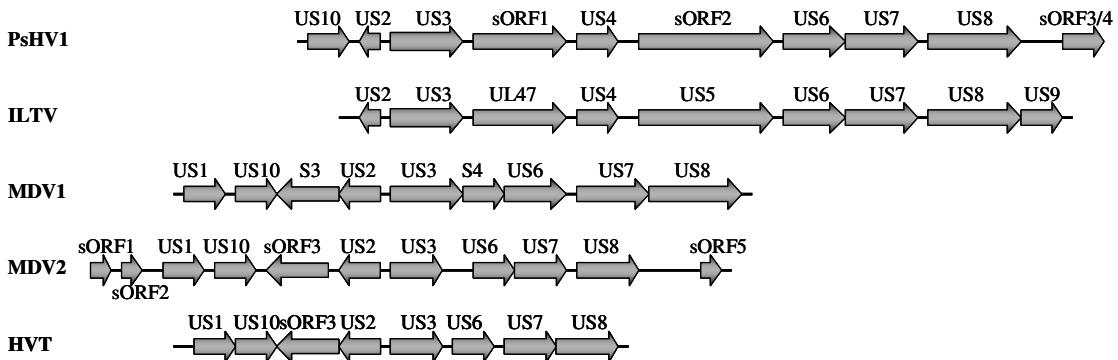 US10 US2 US3 sORF1 US4 sORF2 US6 US7 US8 sORF3/4
PsHV1
US2 US3 UL47 US4 US5 US6 US7 US8 US9
ILTV
US1 US10 S3 US2 US3 S4 US6 US7 US8
MDV1
sORF1 US1 US10 sORF3 US2 US3 US6 US7 US8 sORF5
MDV2
sORF2
US1 US10 sORF3 US2 US3 US6 US7 US8
HVT